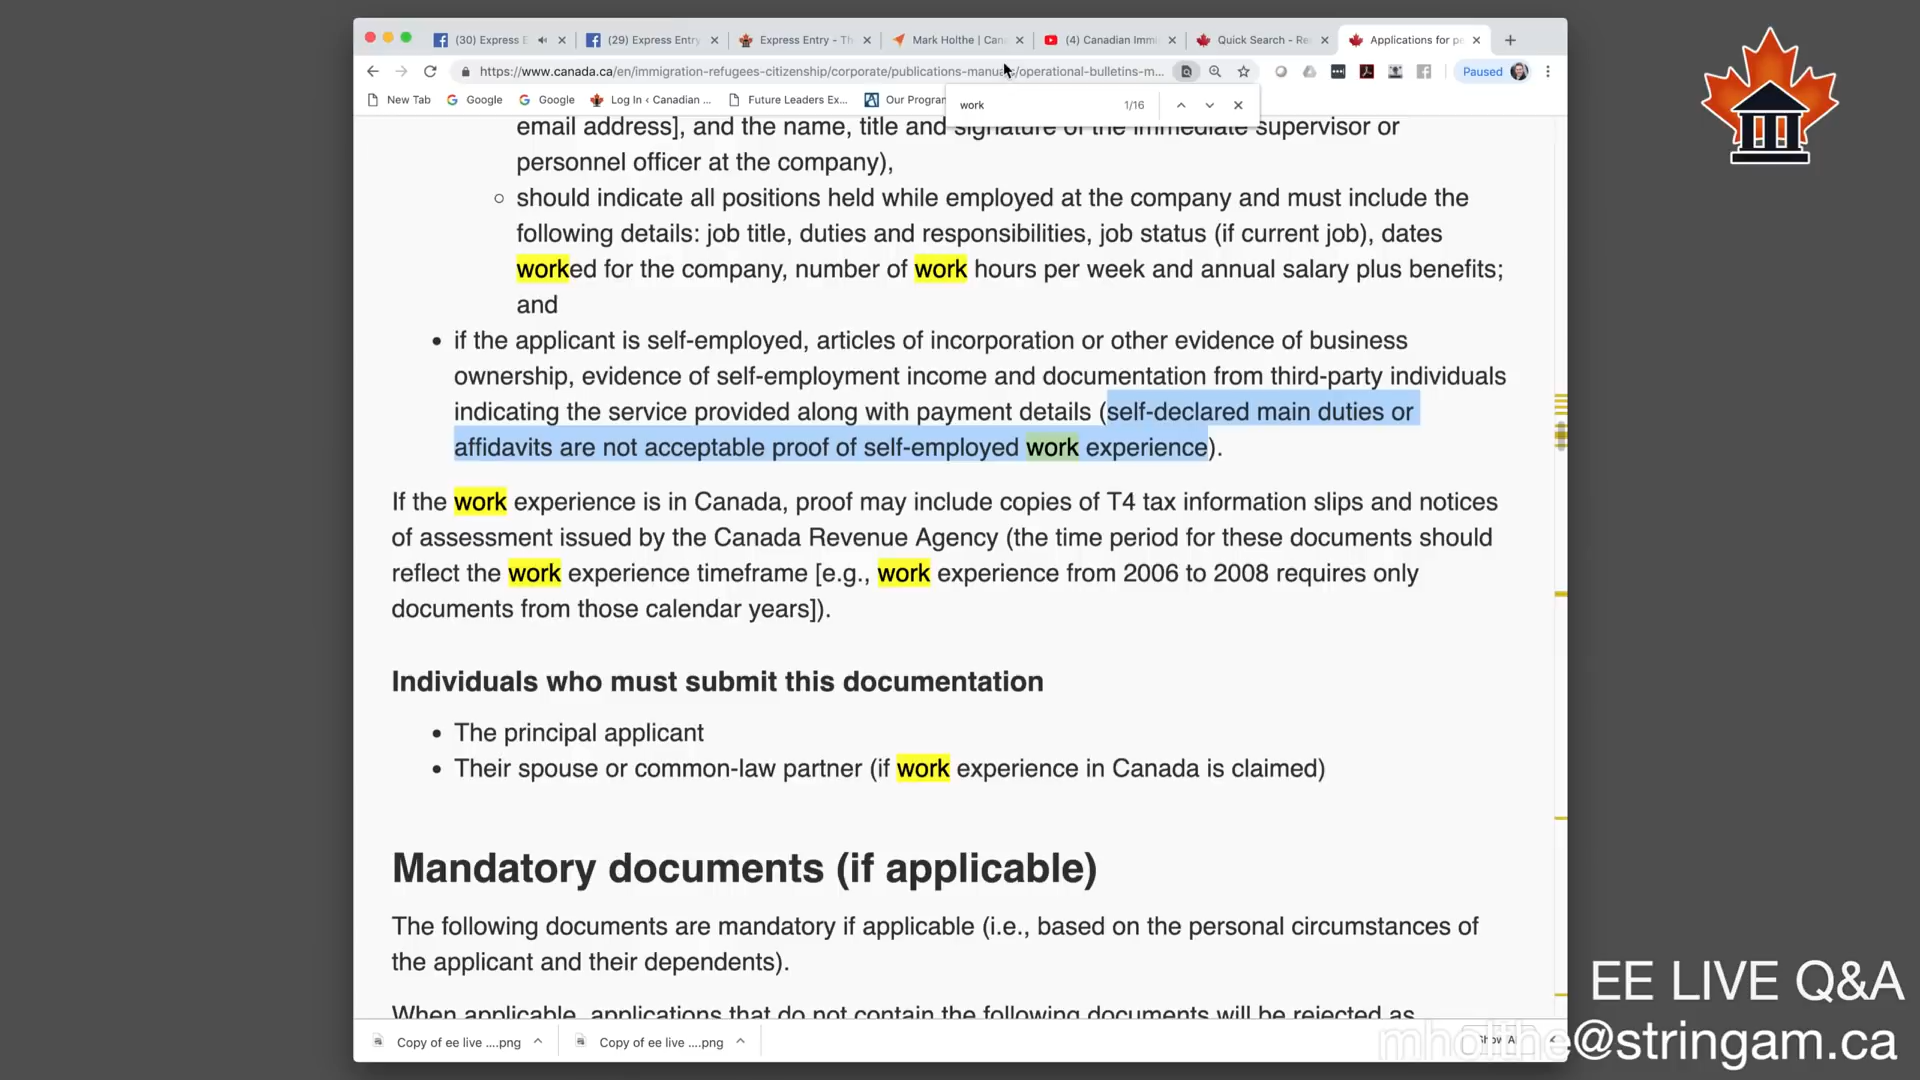 (30) Express E
(29) Express Entry
Express Entry - Th
Mark Holthe | Can
(4) Canadian Immi
Quick Search - Re
Applications for pe
https://www.canada.ca/en/immigration-refugees-citizenship/corporate/publications-manua /operational-bulletins-m...
Paused
New Tab
Google
Google
Log In ‹ Canadian ...
Future Leaders Ex...
Our Progran
work
1/16
email address], and the name, title and signature of the immediate supervisor or
personnel officer at the company),
should indicate all positions held while employed at the company and must include the
following details: job title, duties and responsibilities, job status (if current job), dates
worked for the company, number of work hours per week and annual salary plus benefits;
and
if the applicant is self-employed, articles of incorporation or other evidence of business
ownership, evidence of self-employment income and documentation from third-party individuals
indicating the service provided along with payment details (self-declared main duties or
affidavits are not acceptable proof of self-employed work experience).
If the work experience is in Canada, proof may include copies of T4 tax information slips and notices
of assessment issued by the Canada Revenue Agency (the time period for these documents should
reflect the work experience timeframe [e.g., work experience from 2006 to 2008 requires only
documents from those calendar years]).
Individuals who must submit this documentation
The principal applicant
Their spouse or common-law partner (if work experience in Canada is claimed)
Mandatory documents (if applicable)
The following documents are mandatory if applicable (i.e., based on the personal circumstances of
the applicant and their dependents).
When applicable, applications that do not contain the following documents will be rejected as
Copy of ee live ....png
Copy of ee live ....png
EE LIVE Q&A
mholthe@stringam.ca